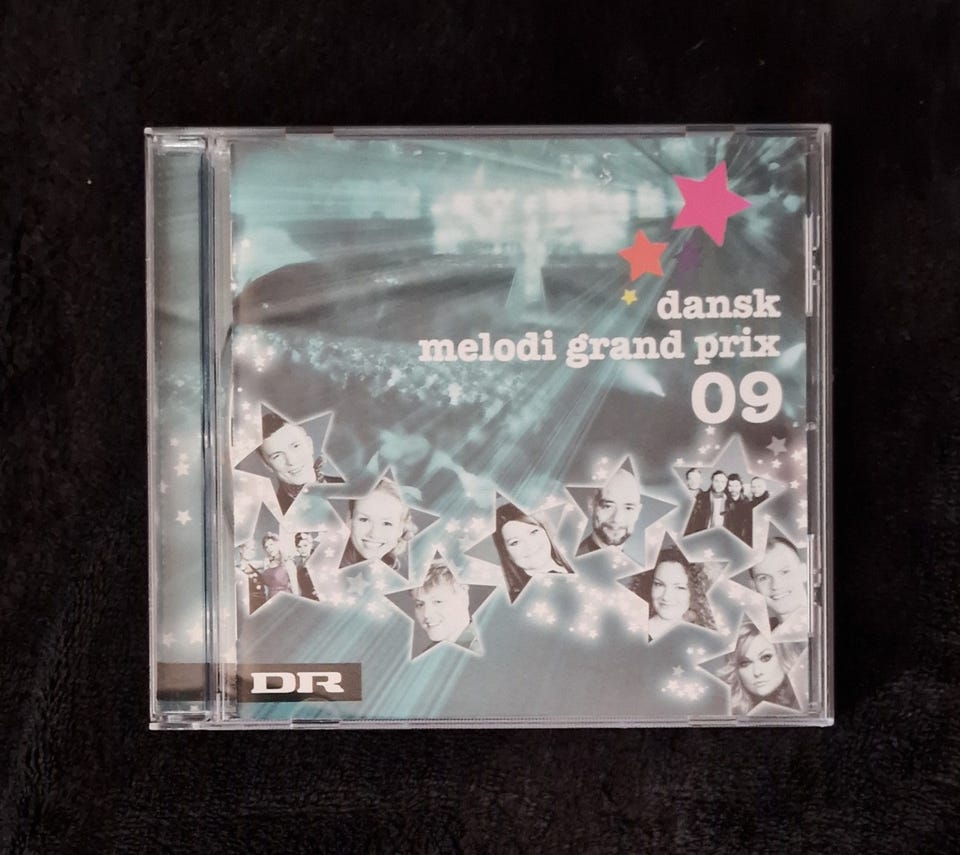 dansk
melodi grand prix
09
DR